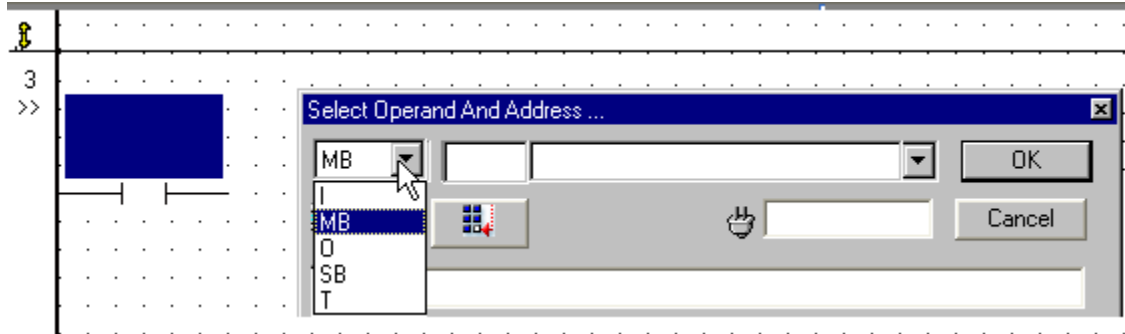 3
>>
Select Operand And Address ...
MB
OK
I
MB
Cancel
O
SB
T